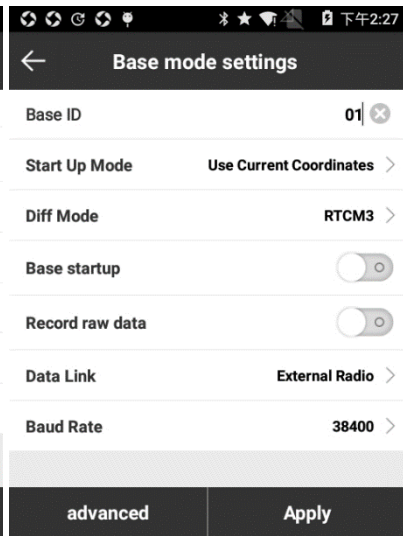 下午2:27
Base mode settings
Base ID 01
Start Up Mode Use Current Coordinates
Diff Mode RTCM3
Base startup
Record raw data
Data Link External Radio
Baud Rate 38400
advanced Apply